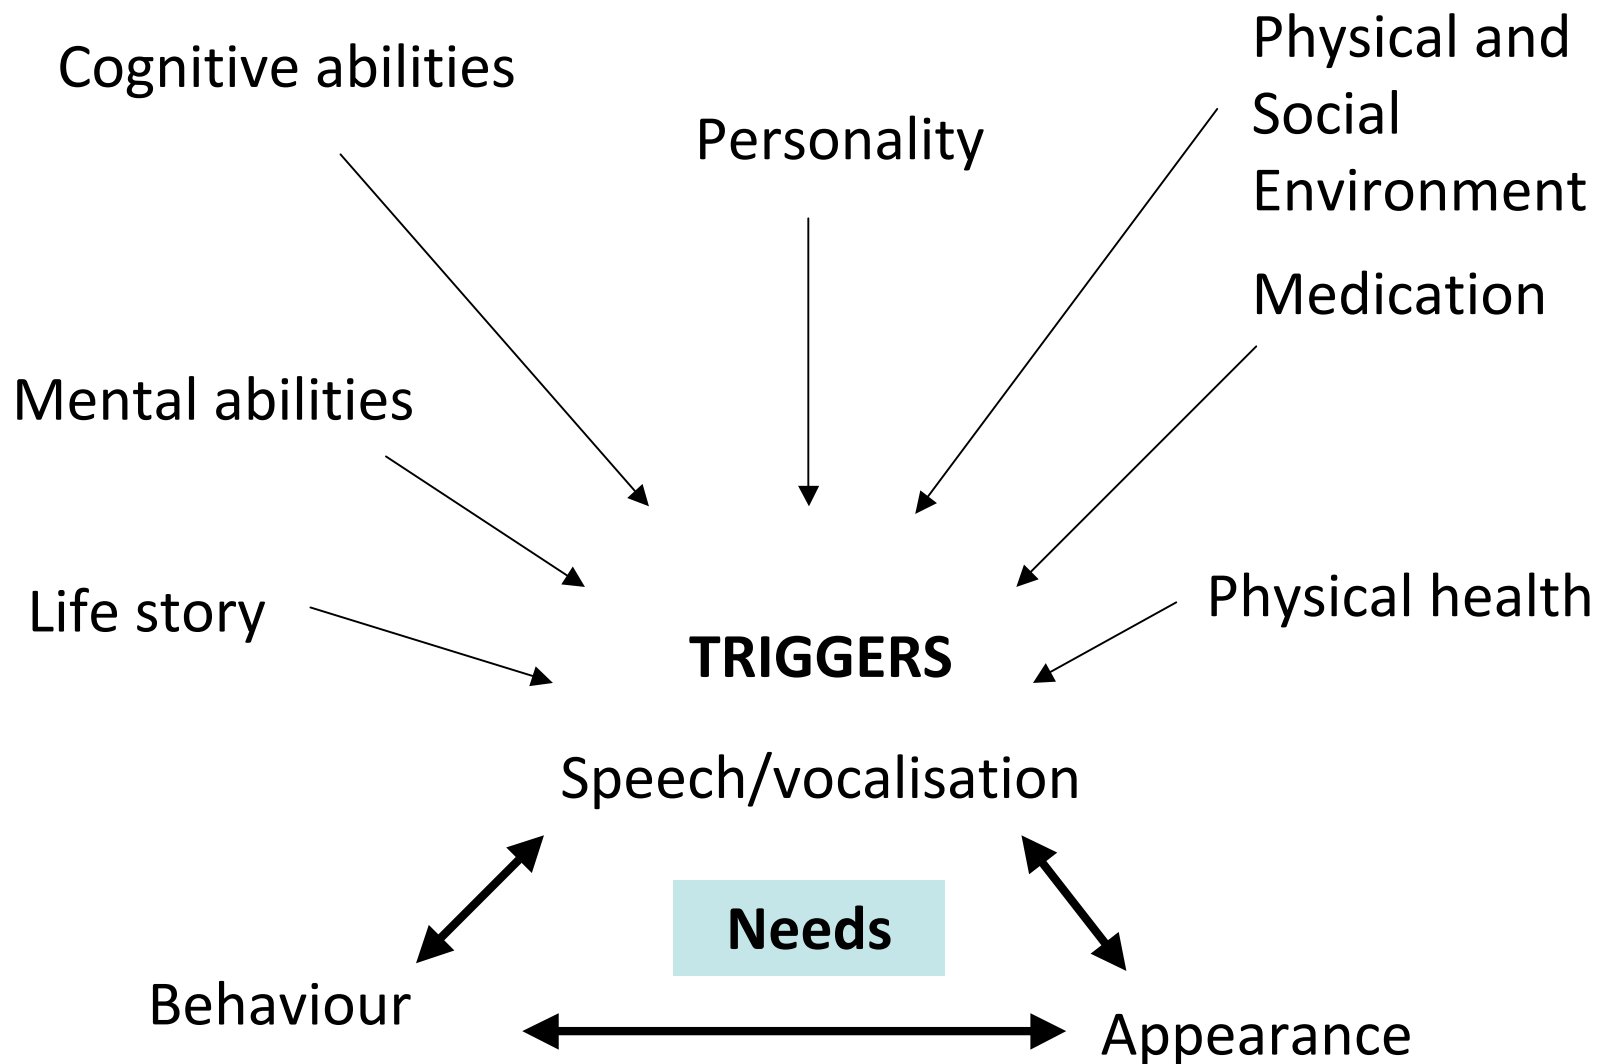 Cognitive abilities
Personality
Physical and
Social
Environment
Medication
Mental abilities
Life story
Physical health
TRIGGERS
Speech/vocalisation
Needs
Behaviour
Appearance